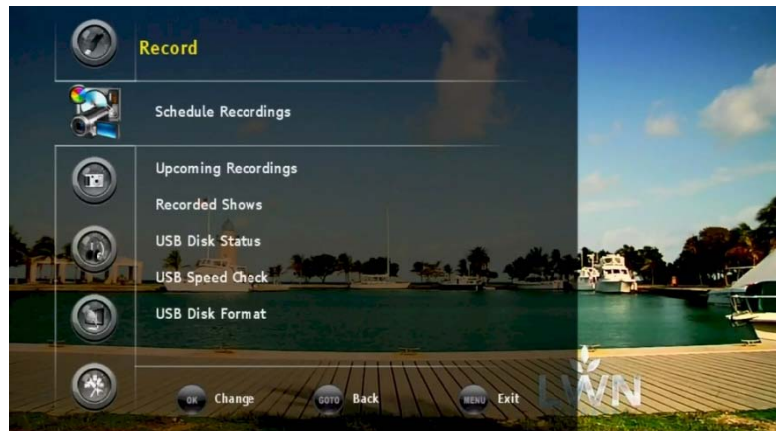 Record
Schedule Recordings
Upcoming Recordings
Recorded Shows
USB Disk Status
USB Speed Check
USB Disk Format
OK Change GOTO Back MENU Exit
LWN